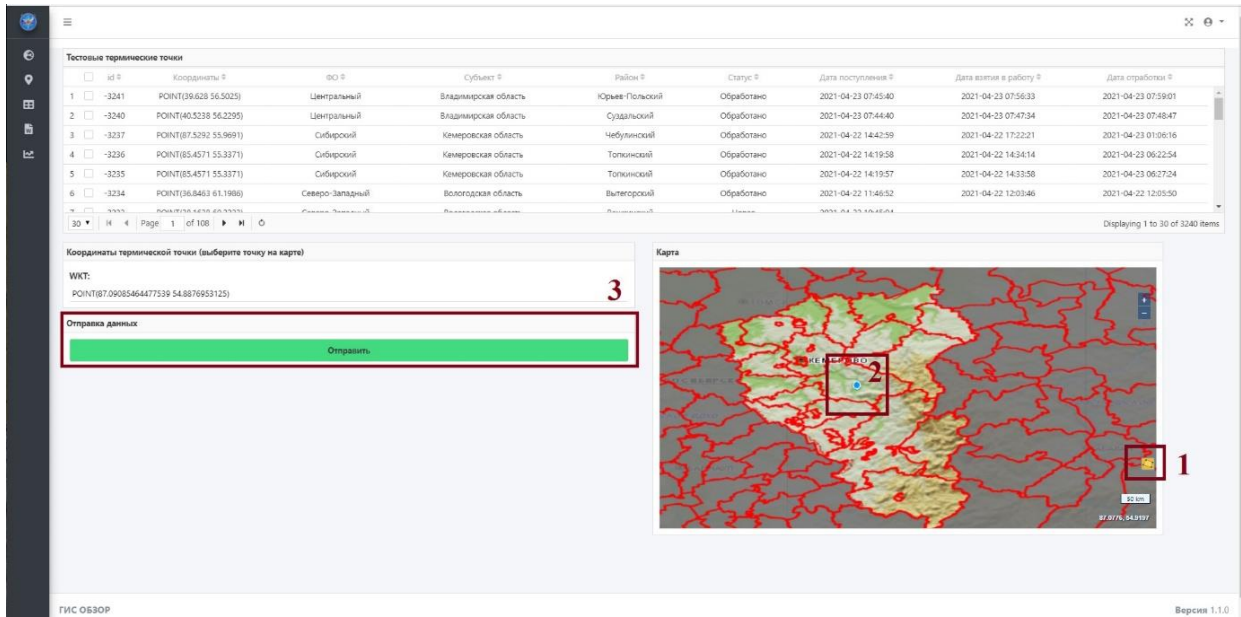 Тестовые термические точки
id Координаты ФО Субъект Район Статус Дата поступления Дата взятия в работу Дата отработки
1 -3241 POINT(39.628 56.5025) Центральный Владимирская область Юрьев-Польский Обработано 2021-04-23 07:45:40 2021-04-23 07:56:33 2021-04-23 07:59:01
2 -3240 POINT(40.5238 56.2295) Центральный Владимирская область Суздальский Обработано 2021-04-23 07:44:40 2021-04-23 07:47:34 2021-04-23 07:48:47
3 -3237 POINT(87.5292 55.9691) Сибирский Кемеровская область Чебулинский Обработано 2021-04-22 14:42:59 2021-04-22 17:22:21 2021-04-23 01:06:16
4 -3236 POINT(85.4571 55.3371) Сибирский Кемеровская область Топкинский Обработано 2021-04-22 14:19:58 2021-04-22 14:34:14 2021-04-23 06:22:54
5 -3235 POINT(85.4571 55.3371) Сибирский Кемеровская область Топкинский Обработано 2021-04-22 14:19:57 2021-04-22 14:33:58 2021-04-23 06:27:24
6 -3234 POINT(36.8463 61.1986) Северо-Западный Вологодская область Вытегорский Обработано 2021-04-22 11:46:52 2021-04-22 12:03:46 2021-04-22 12:05:50
30 Page 1 of 108 Displaying 1 to 30 of 3240 items
Координаты термической точки (выберите точку на карте)
WKT:
POINT(87.09085464477539 54.8876953125)
3
Отправка данных
Отправить
Карта
+
−
КЕМЕРОВО
2
1
50 km
87.0776, 54.9197
ГИС ОБЗОР
Версия 1.1.0